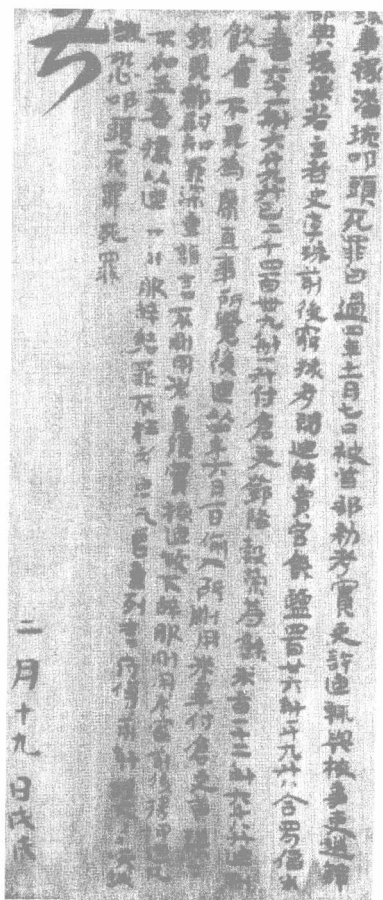 錄事掾潘琬叩頭死罪白過四年十一月七日被督郵勑考實吏許迪輒與核事吏趙譚
部典掾烝若主者史李珠前後窮核考問迪辭賣官餘鹽四百廿六斛一斗九升八合四勺偪米
二千五百六十一斛六斗九升已二千四百卌九斛一升付倉吏鄧隆穀榮等餘米一百一十二斛六斗八升迪割用
飲食不見為廉直事所覺後迪以四年六月一日偷入所割用米畢付倉吏黃瑛受
前錄見都尉知罪深重詣言不割用米重復實核迪故下辭服割用米審前後榜押迪凡百
下不加五毒據以迪服辭結罪不枉考迪乞曹重列言府傅前解謹下啓琬誠
惶誠恐叩頭死罪死罪
若
二月十九日戊戌